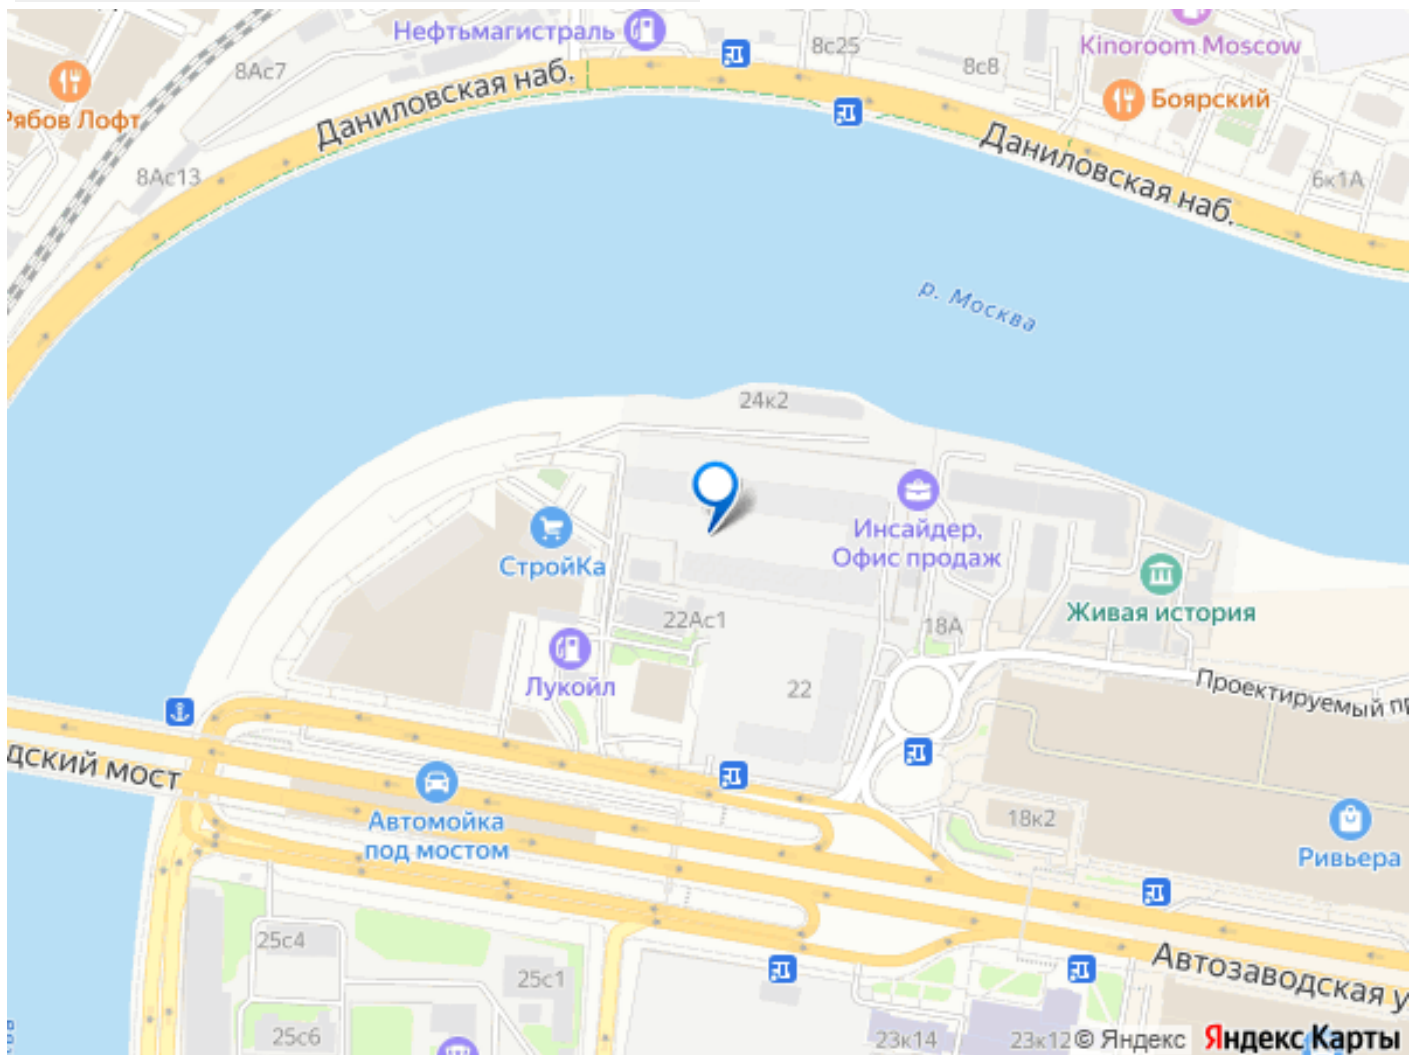 Нефтьмагистраль
8с25
Kinoroom Moscow
8Ас7
8с8
Рябов Лофт
Даниловская наб.
Боярский
Даниловская наб.
8Ас13
6к1А
р. Москва
24к2
Инсайдер,
Офис продаж
СтройКа
Живая история
22Ас1
18А
Лукойл
22
Проектируемый пр
дский мост
Автомойка
под мостом
18к2
Ривьера
25с4
25с1
Автозаводская у
25с6
23к14
23к12
© Яндекс
Яндекс Карты